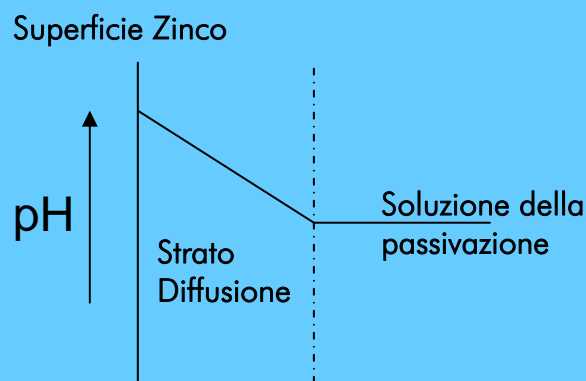 Superficie Zinco
pH
Soluzione della
passivazione
Strato
Diffusione